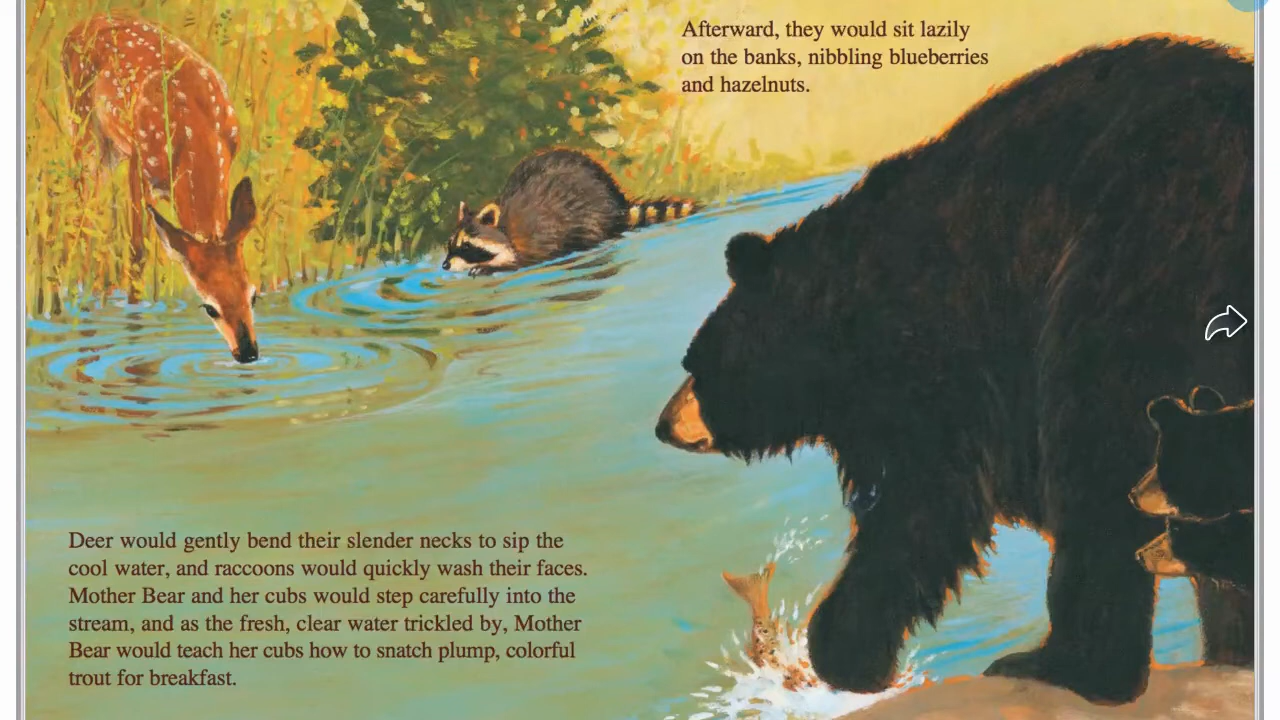 Deer would gently bend their slender necks to sip the
cool water, and raccoons would quickly wash their faces.
Mother Bear and her cubs would step carefully into the
stream, and as the fresh, clear water trickled by, Mother
Bear would teach her cubs how to snatch plump, colorful
trout for breakfast.
Afterward, they would sit lazily
on the banks, nibbling blueberries
and hazelnuts.